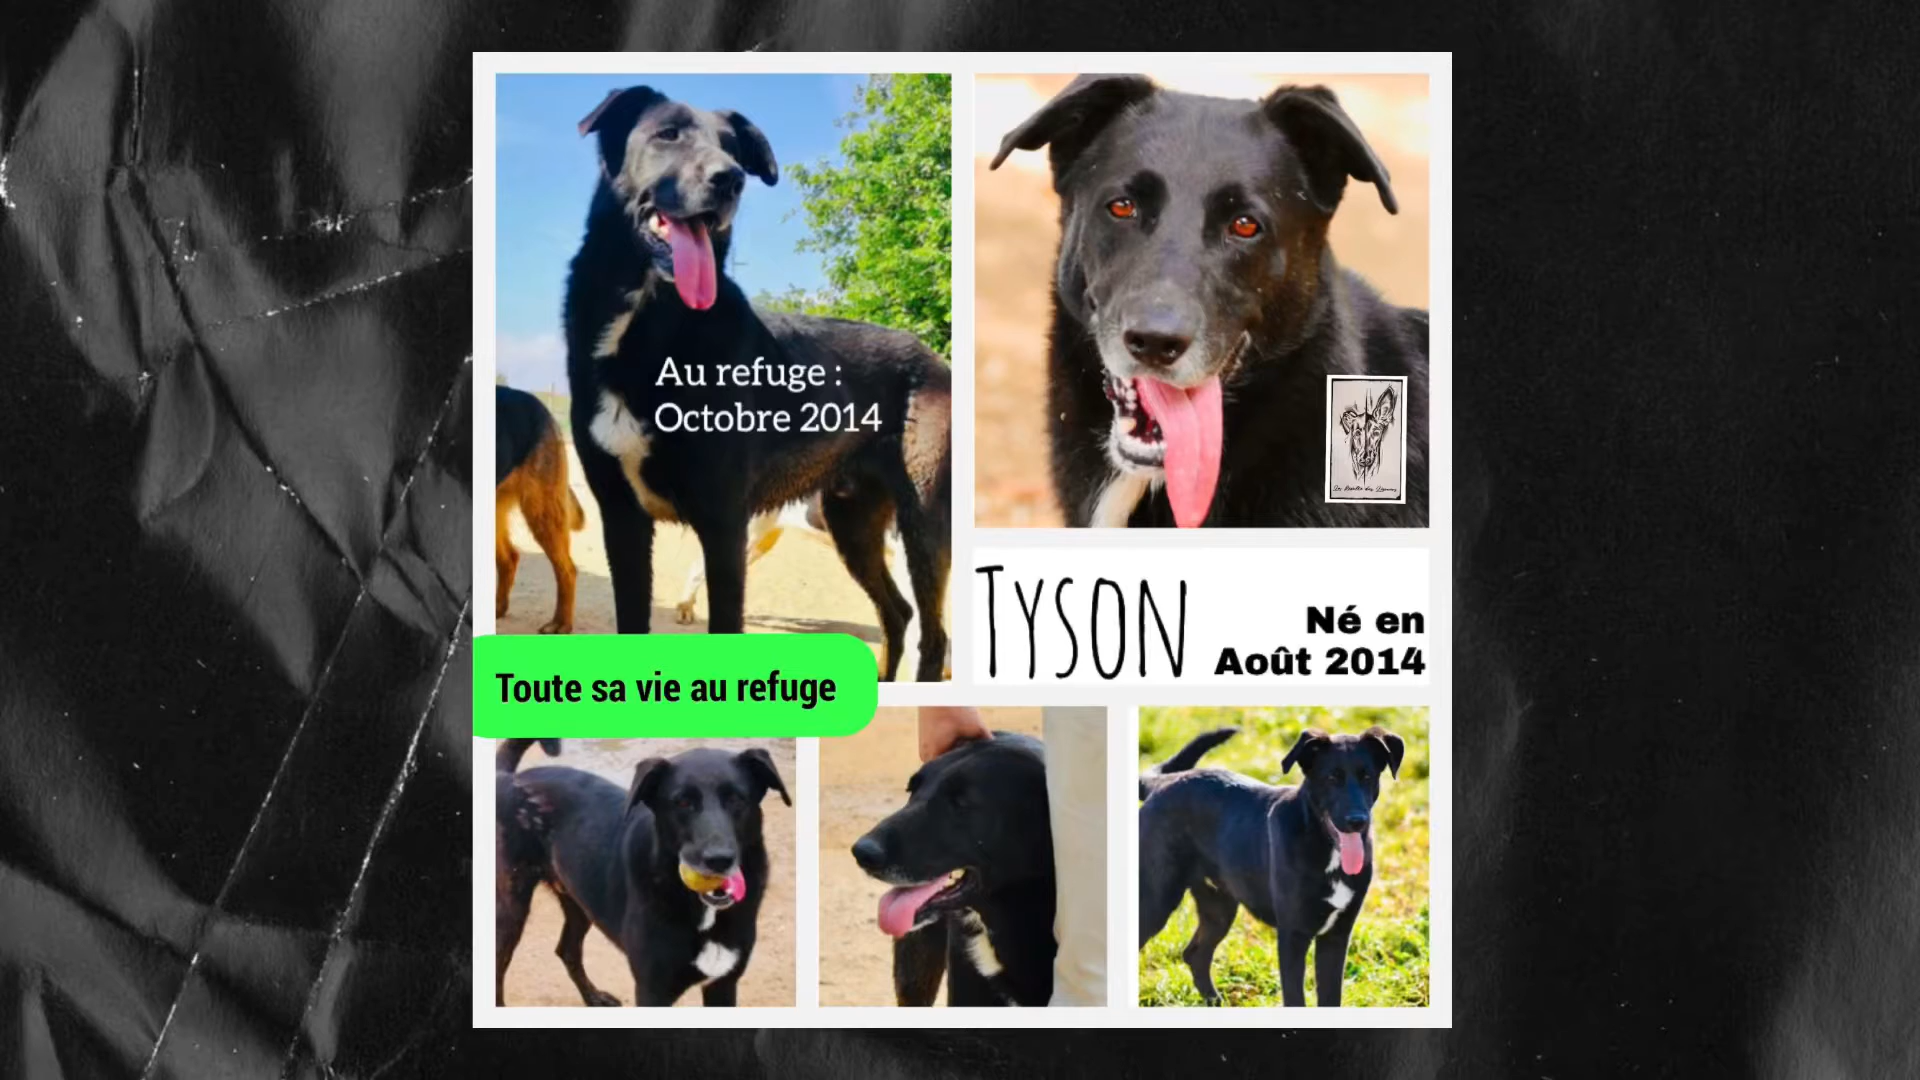 Au refuge :
Octobre 2014
TYSON
Né en
Août 2014
Toute sa vie au refuge